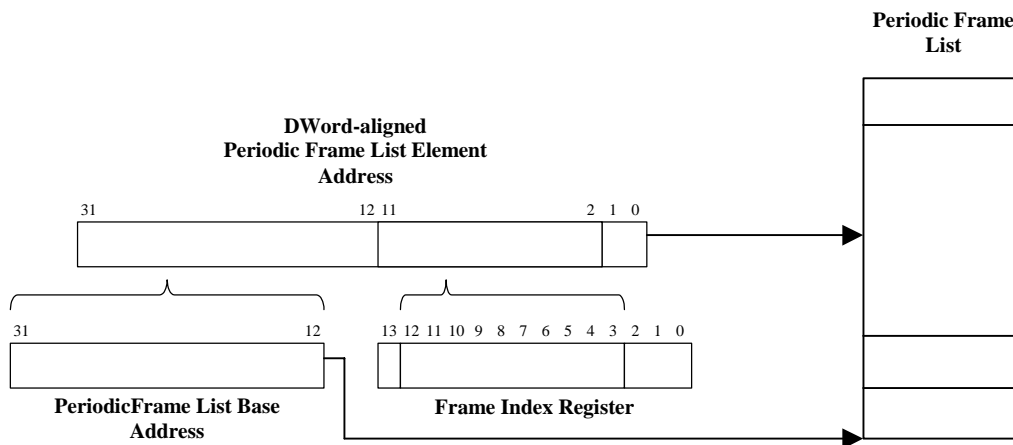 Periodic Frame
List
DWord-aligned
Periodic Frame List Element
Address
31 12 11 2 1 0
31 12 13 12 11 10 9 8 7 6 5 4 3 2 1 0
PeriodicFrame List Base
Address
Frame Index Register